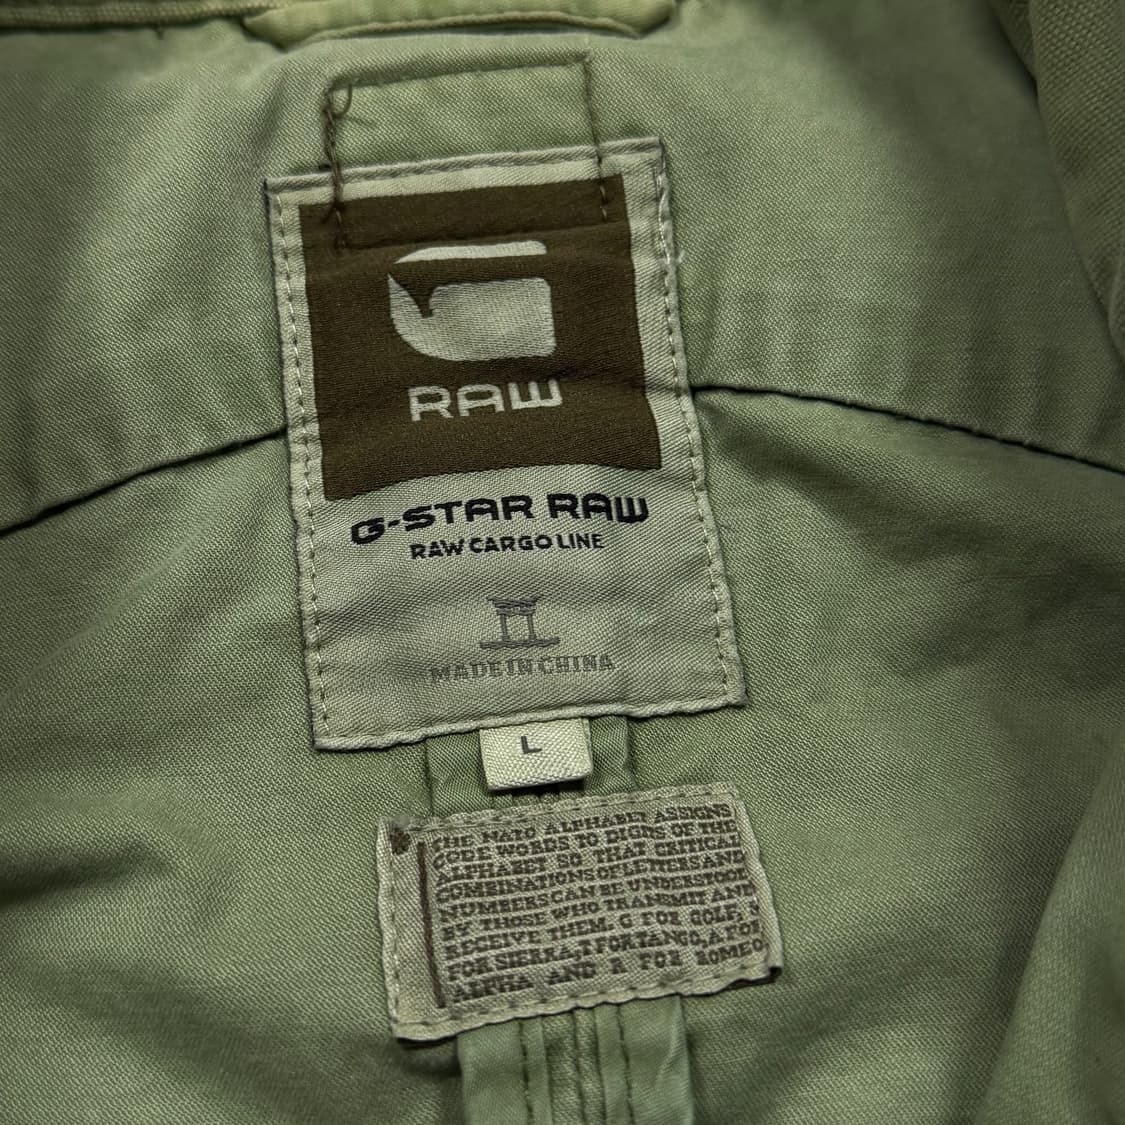 RAW
G-STAR RAW
RAW CARGO LINE
MADE IN CHINA
L
THE NATO ALPHABET ASSIGNS
CODE WORDS TO DIGITS OF THE
ALPHABET SO THAT CRITICAL
COMBINATIONS OF LETTERS AND
NUMBERS CAN BE UNDERSTOOD
BY THOSE WHO TRANSMIT AND
RECEIVE THEM. G FOR GOLF, S
FOR SIERRA, T FOR TANGO, A FOR
ALPHA AND R FOR ROMEO.